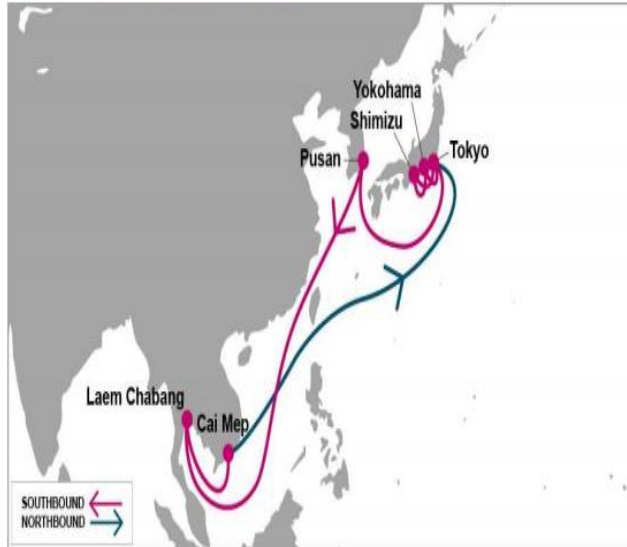 Yokohama
Shimizu
Pusan
Tokyo
Laem Chabang
Cai Mep
SOUTHBOUND
NORTHBOUND